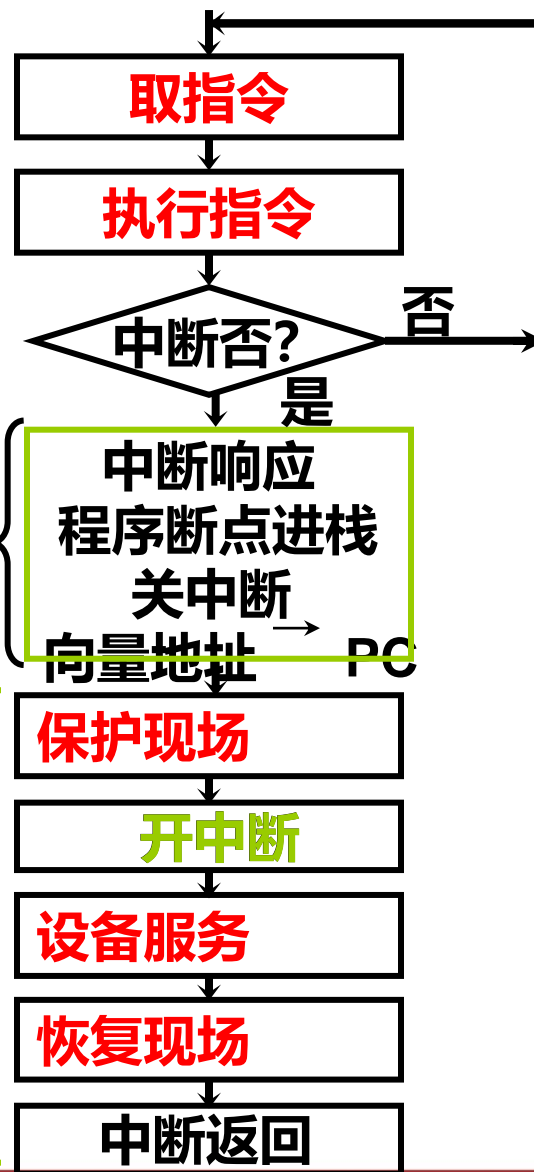 取指令
执行指令
中断否？
否
是
中断响应
程序断点进栈
关中断
向量地址 → PC
保护现场
开中断
设备服务
恢复现场
中断返回